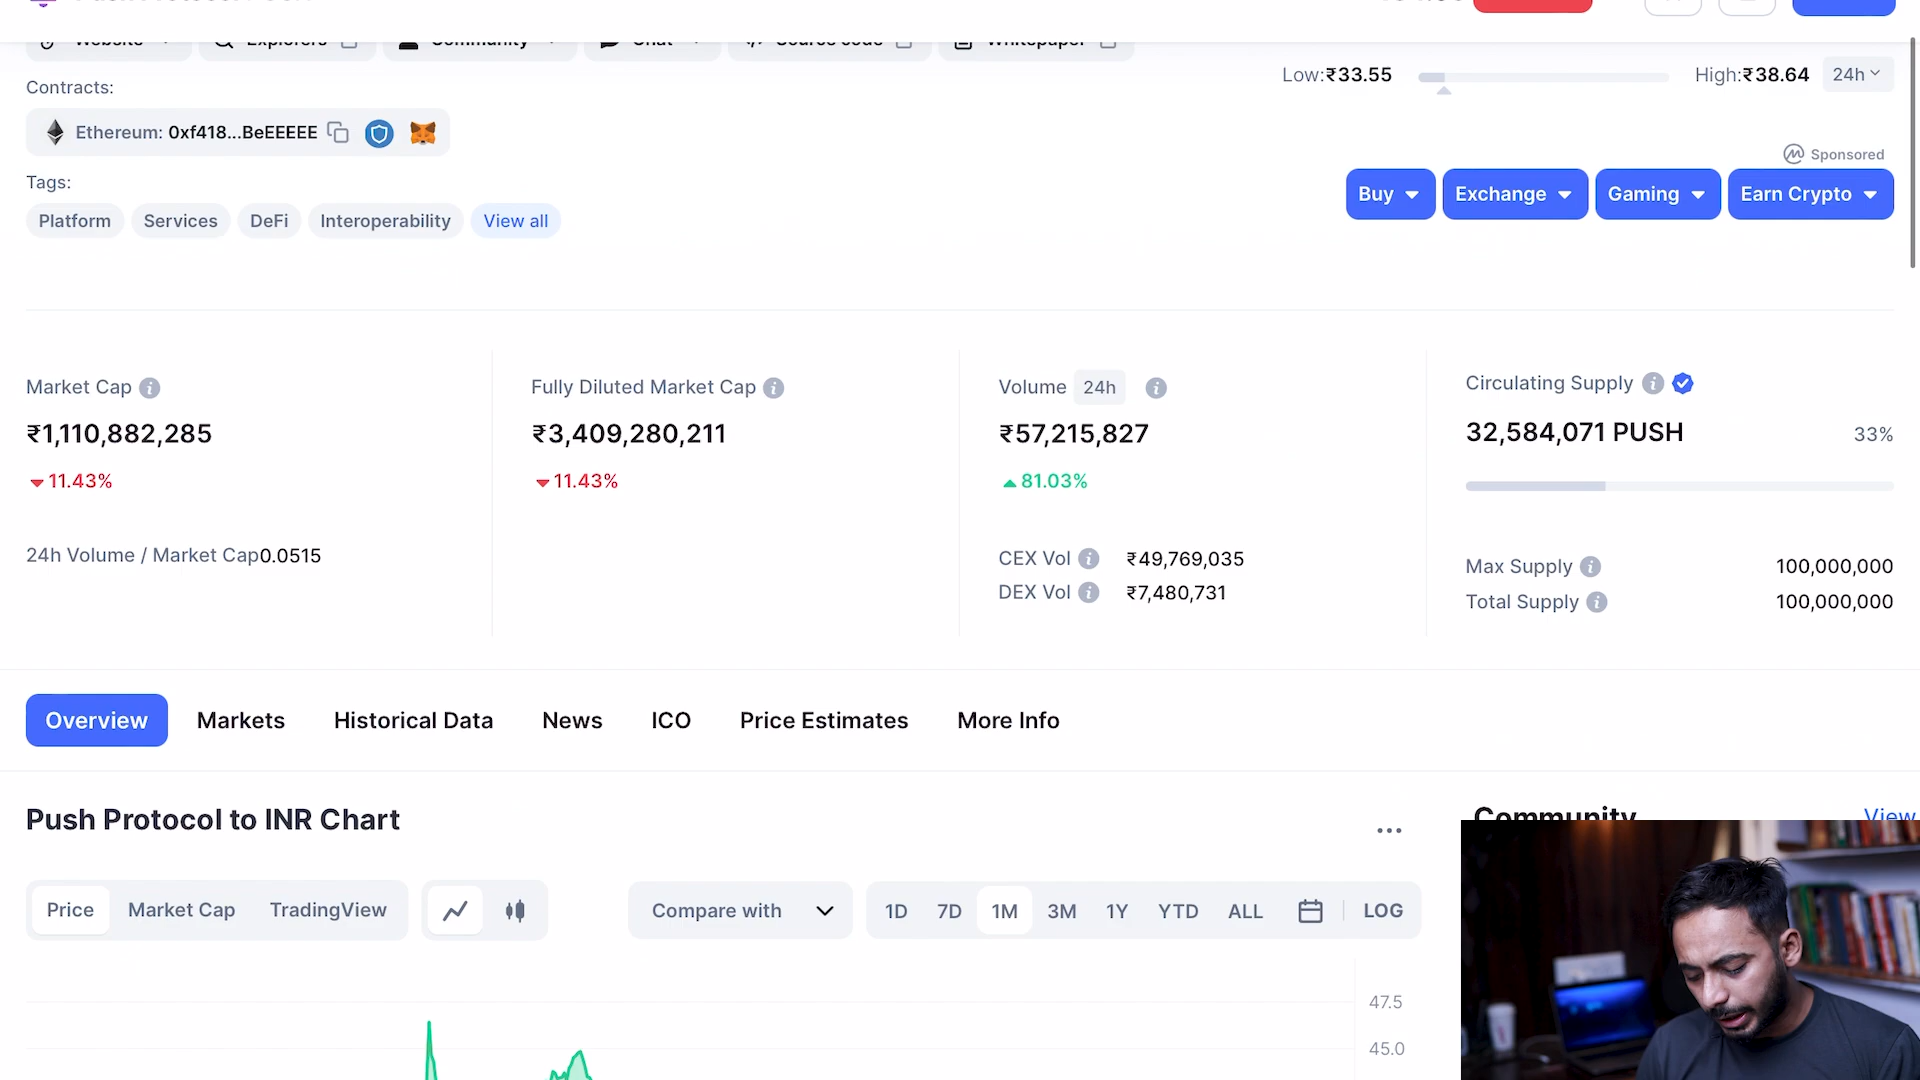 Low:₹33.55
High:₹38.64
24h
Contracts:
Ethereum: 0xf418...BeEEEEE
Sponsored
Tags:
Buy
Exchange
Gaming
Earn Crypto
Platform
Services
DeFi
Interoperability
View all
Market Cap
₹1,110,882,285
11.43%
24h Volume / Market Cap0.0515
Fully Diluted Market Cap
₹3,409,280,211
11.43%
Volume 24h
₹57,215,827
81.03%
CEX Vol ₹49,769,035
DEX Vol ₹7,480,731
Circulating Supply
32,584,071 PUSH 33%
Max Supply 100,000,000
Total Supply 100,000,000
Overview
Markets
Historical Data
News
ICO
Price Estimates
More Info
Push Protocol to INR Chart
Community
View
Price
Market Cap
TradingView
Compare with
1D
7D
1M
3M
1Y
YTD
ALL
LOG
47.5
45.0